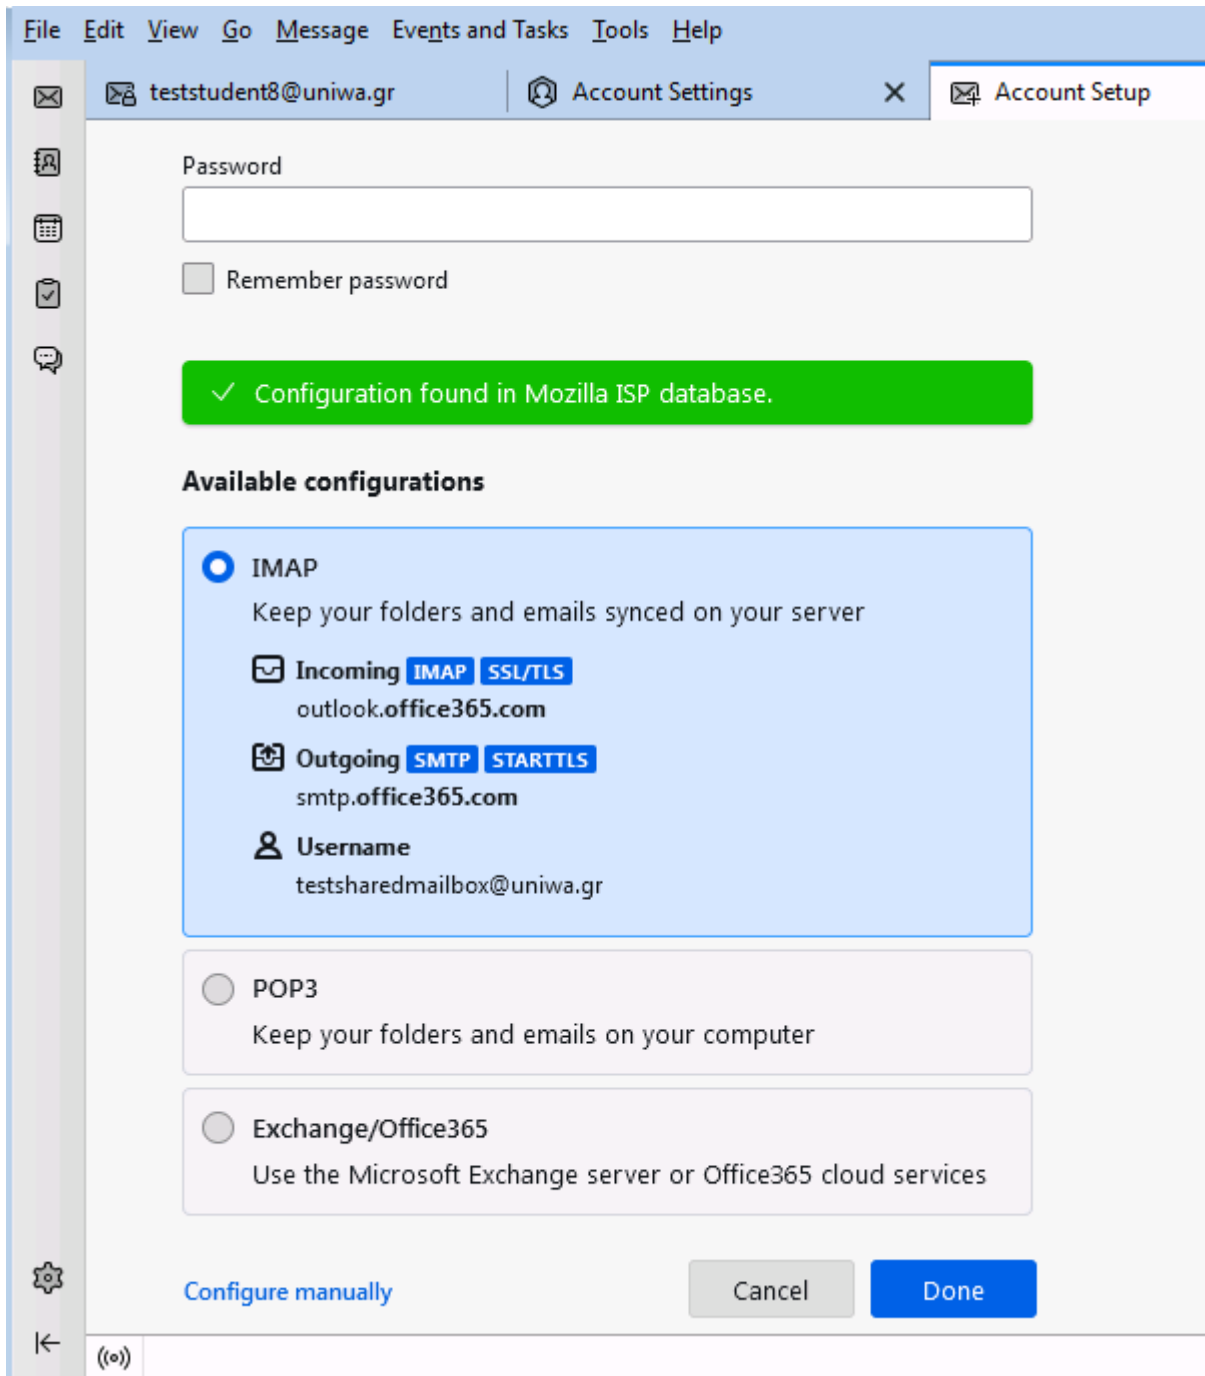 File Edit View Go Message Events and Tasks Tools Help
teststudent8@uniwa.gr Account Settings Account Setup
Password
Remember password
Configuration found in Mozilla ISP database.
Available configurations
IMAP
Keep your folders and emails synced on your server
Incoming IMAP SSL/TLS
outlook.office365.com
Outgoing SMTP STARTTLS
smtp.office365.com
Username
testsharedmailbox@uniwa.gr
POP3
Keep your folders and emails on your computer
Exchange/Office365
Use the Microsoft Exchange server or Office365 cloud services
Configure manually Cancel Done